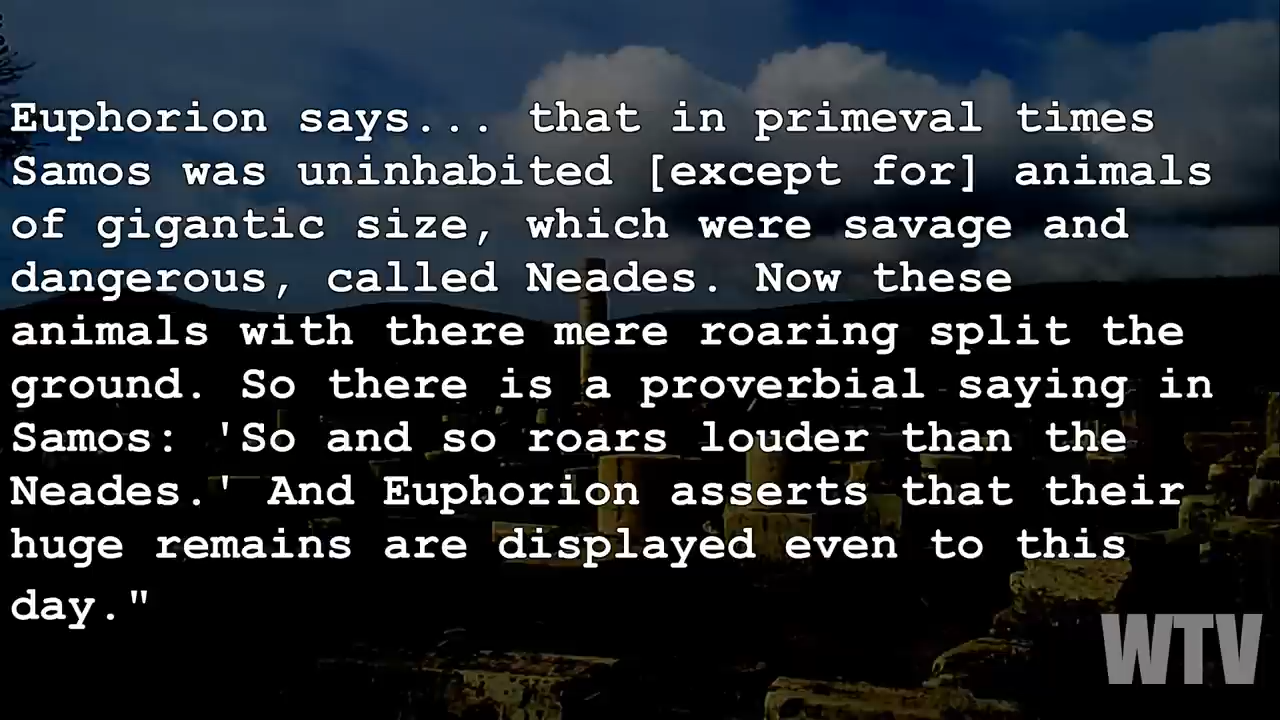 Euphorion says... that in primeval times
Samos was uninhabited [except for] animals
of gigantic size, which were savage and
dangerous, called Neades. Now these
animals with there mere roaring split the
ground. So there is a proverbial saying in
Samos: 'So and so roars louder than the
Neades.' And Euphorion asserts that their
huge remains are displayed even to this
day."
WTV